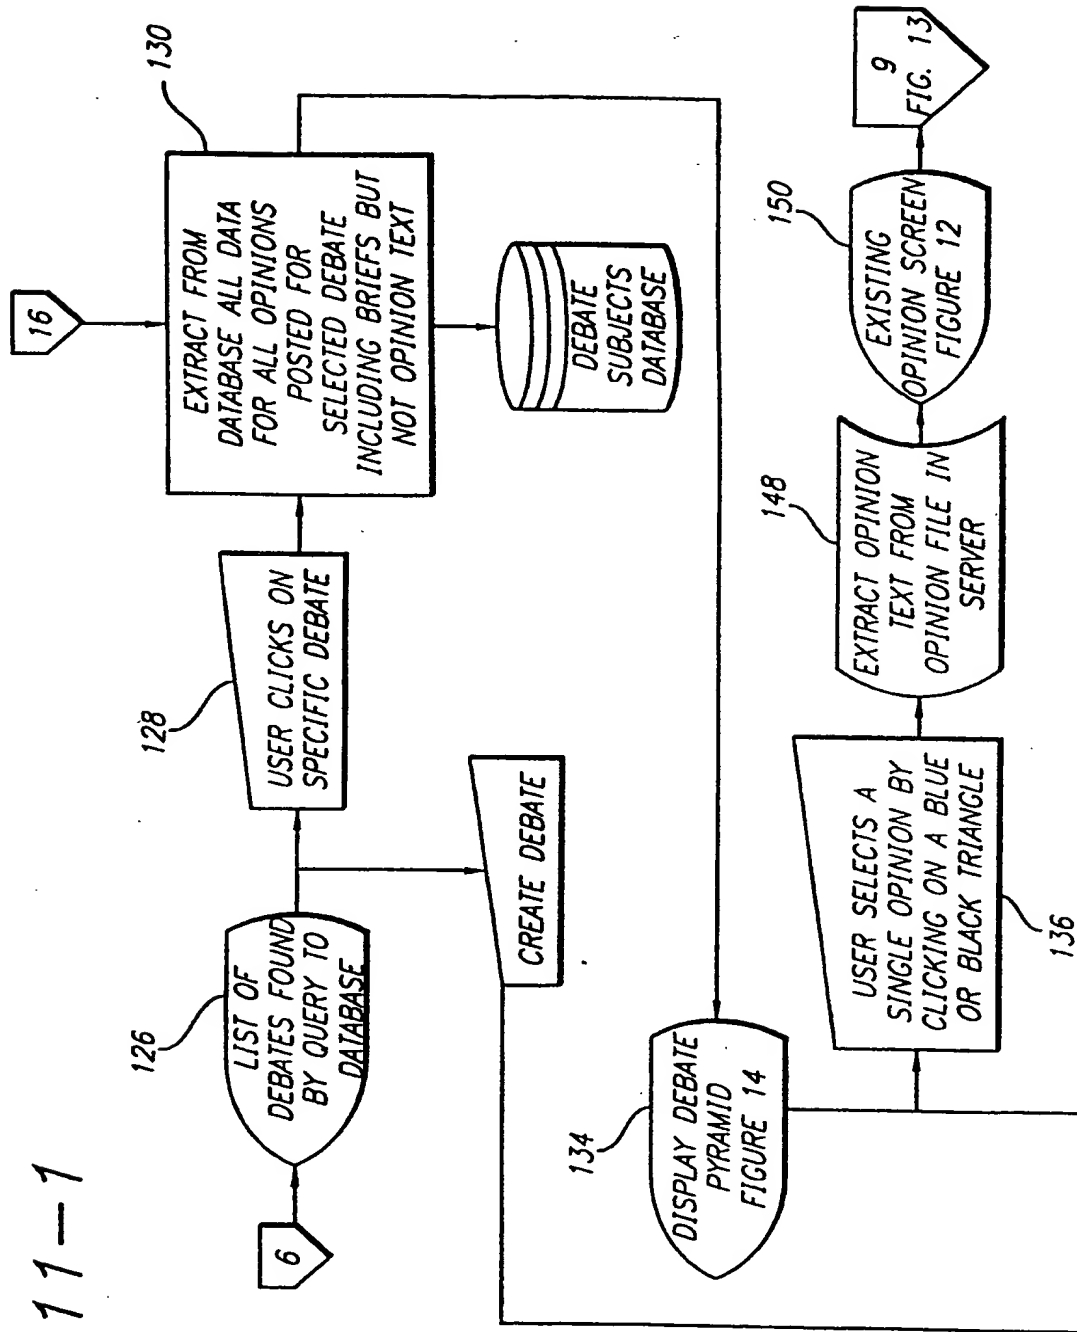 11-1
6
126
LIST OF
DEBATES FOUND
BY QUERY TO
DATABASE
128
USER CLICKS ON
SPECIFIC DEBATE
CREATE DEBATE
16
130
EXTRACT FROM
DATABASE ALL DATA
FOR ALL OPINIONS
POSTED FOR
SELECTED DEBATE
INCLUDING BRIEFS BUT
NOT OPINION TEXT
DEBATE
SUBJECTS
DATABASE
134
DISPLAY DEBATE
PYRAMID
FIGURE 14
USER SELECTS A
SINGLE OPINION BY
CLICKING ON A BLUE
OR BLACK TRIANGLE
136
148
EXTRACT OPINION
TEXT FROM
OPINION FILE IN
SERVER
150
EXISTING
OPINION SCREEN
FIGURE 12
9
FIG. 13